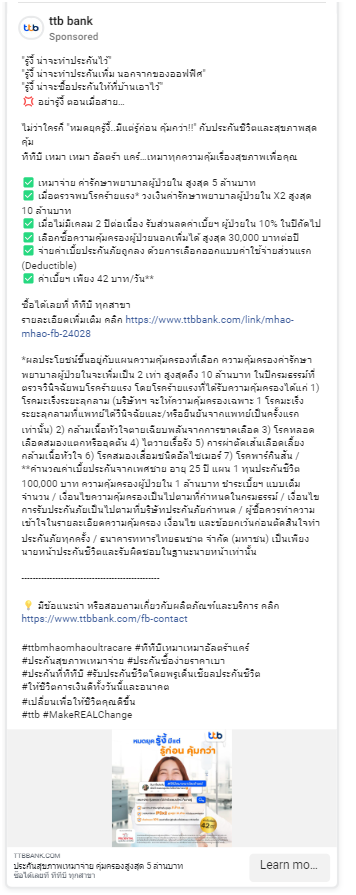 ttb bank
Sponsored
"รู้งี้ น่าจะทำประกันไว้"
"รู้งี้ น่าจะทำประกันเพิ่ม นอกจากของออฟฟิศ"
"รู้งี้ น่าจะซื้อประกันให้ที่บ้านเอาไว้"
💢 อย่ารู้งี้ ตอนเมื่อสาย...
ไม่ว่าใครก็ "หมดยุครู้งี้..มีแต่รู้ก่อน คุ้มกว่า!!" กับประกันชีวิตและสุขภาพสุด
คุ้ม
ทีทีบี เหมา เหมา อัลตร้า แคร์...เหมาทุกความคุ้มเรื่องสุขภาพเพื่อคุณ
✅ เหมาจ่าย ค่ารักษาพยาบาลผู้ป่วยใน สูงสุด 5 ล้านบาท
✅ เมื่อตรวจพบโรคร้ายแรง* วงเงินค่ารักษาพยาบาลผู้ป่วยใน X2 สูงสุด
10 ล้านบาท
✅ เมื่อไม่มีเคลม 2 ปีต่อเนื่อง รับส่วนลดค่าเบี้ยฯ ผู้ป่วยใน 10% ในปีถัดไป
✅ เลือกซื้อความคุ้มครองผู้ป่วยนอกเพิ่มได้ สูงสุด 30,000 บาทต่อปี
✅ จ่ายค่าเบี้ยประกันภัยถูกลง ด้วยการเลือกออกแบบค่าใช้จ่ายส่วนแรก
(Deductible)
✅ ค่าเบี้ยฯ เพียง 42 บาท/วัน**
ซื้อได้เลยที่ ทีทีบี ทุกสาขา
รายละเอียดเพิ่มเติม คลิก https://www.ttbbank.com/link/mhao-
mhao-fb-24028
*ผลประโยชน์ขึ้นอยู่กับแผนความคุ้มครองที่เลือก ความคุ้มครองค่ารักษา
พยาบาลผู้ป่วยในจะเพิ่มเป็น 2 เท่า สูงสุดถึง 10 ล้านบาท ในปีกรมธรรม์ที่
ตรวจวินิจฉัยพบโรคร้ายแรง โดยโรคร้ายแรงที่ได้รับความคุ้มครองได้แก่ 1)
โรคมะเร็งระยะลุกลาม (บริษัทฯ จะให้ความคุ้มครองเฉพาะ 1 โรคมะเร็ง
ระยะลุกลามที่แพทย์ได้วินิจฉัยและ/หรือยืนยันจากแพทย์เป็นครั้งแรก
เท่านั้น) 2) กล้ามเนื้อหัวใจตายเฉียบพลันจากการขาดเลือด 3) โรคหลอด
เลือดสมองแตกหรืออุดตัน 4) ไตวายเรื้อรัง 5) การผ่าตัดเส้นเลือดเลี้ยง
กล้ามเนื้อหัวใจ 6) โรคสมองเสื่อมชนิดอัลไซเมอร์ 7) โรคพาร์กินสัน /
**คำนวณค่าเบี้ยประกันจากเพศชาย อายุ 25 ปี แผน 1 ทุนประกันชีวิต
100,000 บาท ความคุ้มครองผู้ป่วยใน 1 ล้านบาท ชำระเบี้ยฯ แบบเต็ม
จำนวน / เงื่อนไขความคุ้มครองเป็นไปตามที่กำหนดในกรมธรรม์ / เงื่อนไข
การรับประกันภัยเป็นไปตามที่บริษัทประกันภัยกำหนด / ผู้ซื้อควรทำความ
เข้าใจในรายละเอียดความคุ้มครอง เงื่อนไข และข้อยกเว้นก่อนตัดสินใจทำ
ประกันภัยทุกครั้ง / ธนาคารทหารไทยธนชาต จำกัด (มหาชน) เป็นเพียง
นายหน้าประกันชีวิตและรับผิดชอบในฐานะนายหน้าเท่านั้น
--------------------------------------------------
💡 มีข้อแนะนำ หรือสอบถามเกี่ยวกับผลิตภัณฑ์และบริการ คลิก
https://www.ttbbank.com/fb-contact
#ttbmhaomhaoultracare #ทีทีบีเหมาเหมาอัลตร้าแคร์
#ประกันสุขภาพเหมาจ่าย #ประกันซื้อง่ายราคาเบา
#ประกันที่ทีทีบี #รับประกันชีวิตโดยพรูเด็นเชียลประกันชีวิต
#ให้ชีวิตการเงินดีทั้งวันนี้และอนาคต
#เปลี่ยนเพื่อให้ชีวิตคุณดีขึ้น
#ttb #MakeREALChange
ttb
หมดยุค รู้งี้ มีแต่
รู้ก่อน คุ้มกว่า
42
TTBBANK.COM
ประกันสุขภาพเหมาจ่าย คุ้มครองสูงสุด 5 ล้านบาท
ซื้อได้เลยที่ ทีทีบี ทุกสาขา
Learn mo...